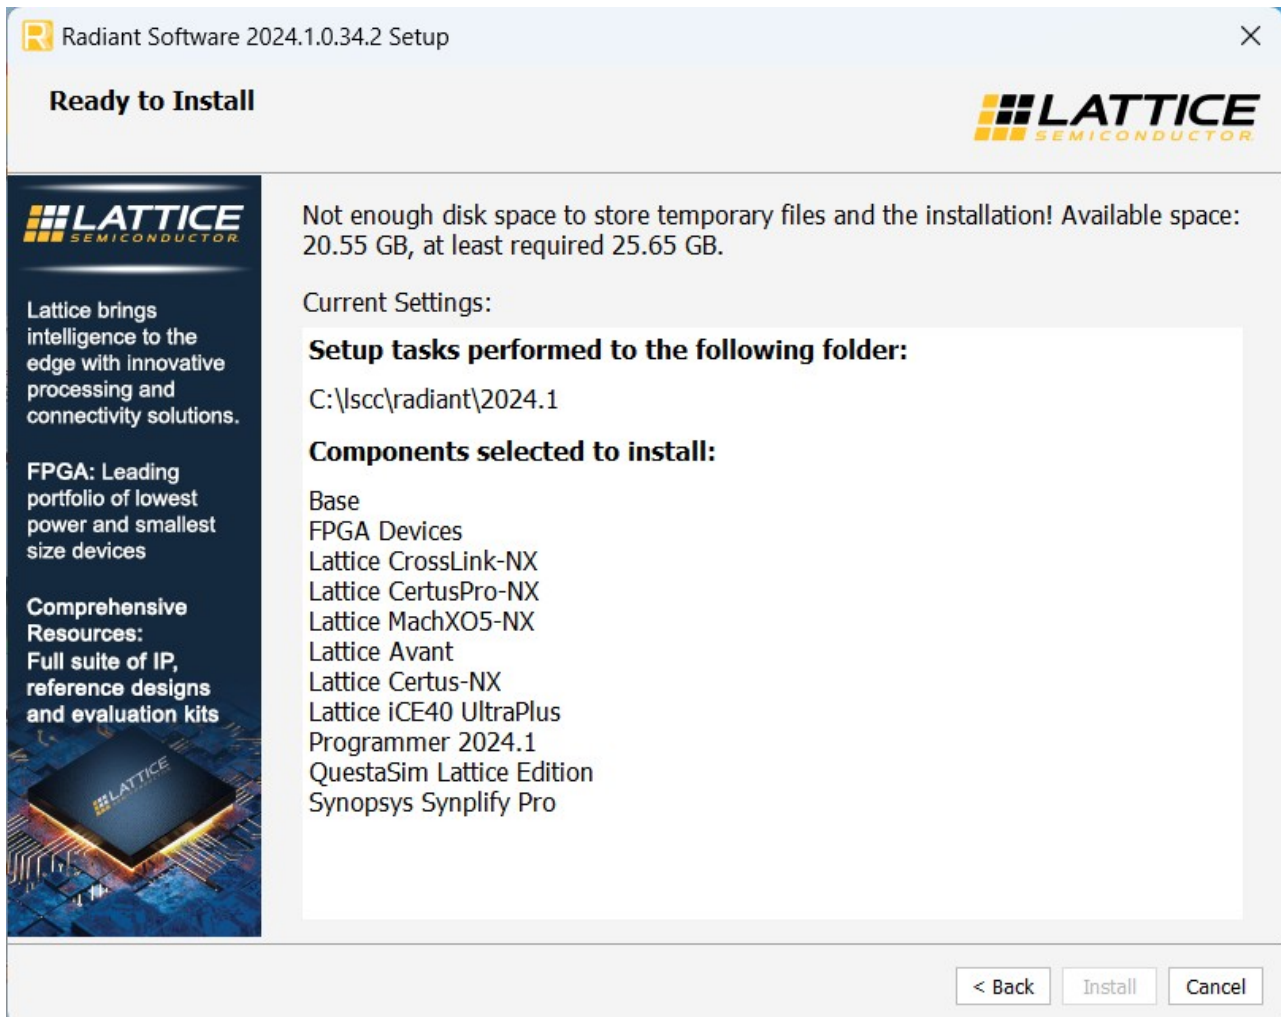 Radiant Software 2024.1.0.34.2 Setup
Ready to Install
LATTICE
SEMICONDUCTOR
LATTICE
SEMICONDUCTOR
Lattice brings
intelligence to the
edge with innovative
processing and
connectivity solutions.
FPGA: Leading
portfolio of lowest
power and smallest
size devices
Comprehensive
Resources:
Full suite of IP,
reference designs
and evaluation kits
LATTICE
Not enough disk space to store temporary files and the installation! Available space:
20.55 GB, at least required 25.65 GB.
Current Settings:
Setup tasks performed to the following folder:
C:\lscc\radiant\2024.1
Components selected to install:
Base
FPGA Devices
Lattice CrossLink-NX
Lattice CertusPro-NX
Lattice MachXO5-NX
Lattice Avant
Lattice Certus-NX
Lattice iCE40 UltraPlus
Programmer 2024.1
QuestaSim Lattice Edition
Synopsys Synplify Pro
< Back
Install
Cancel